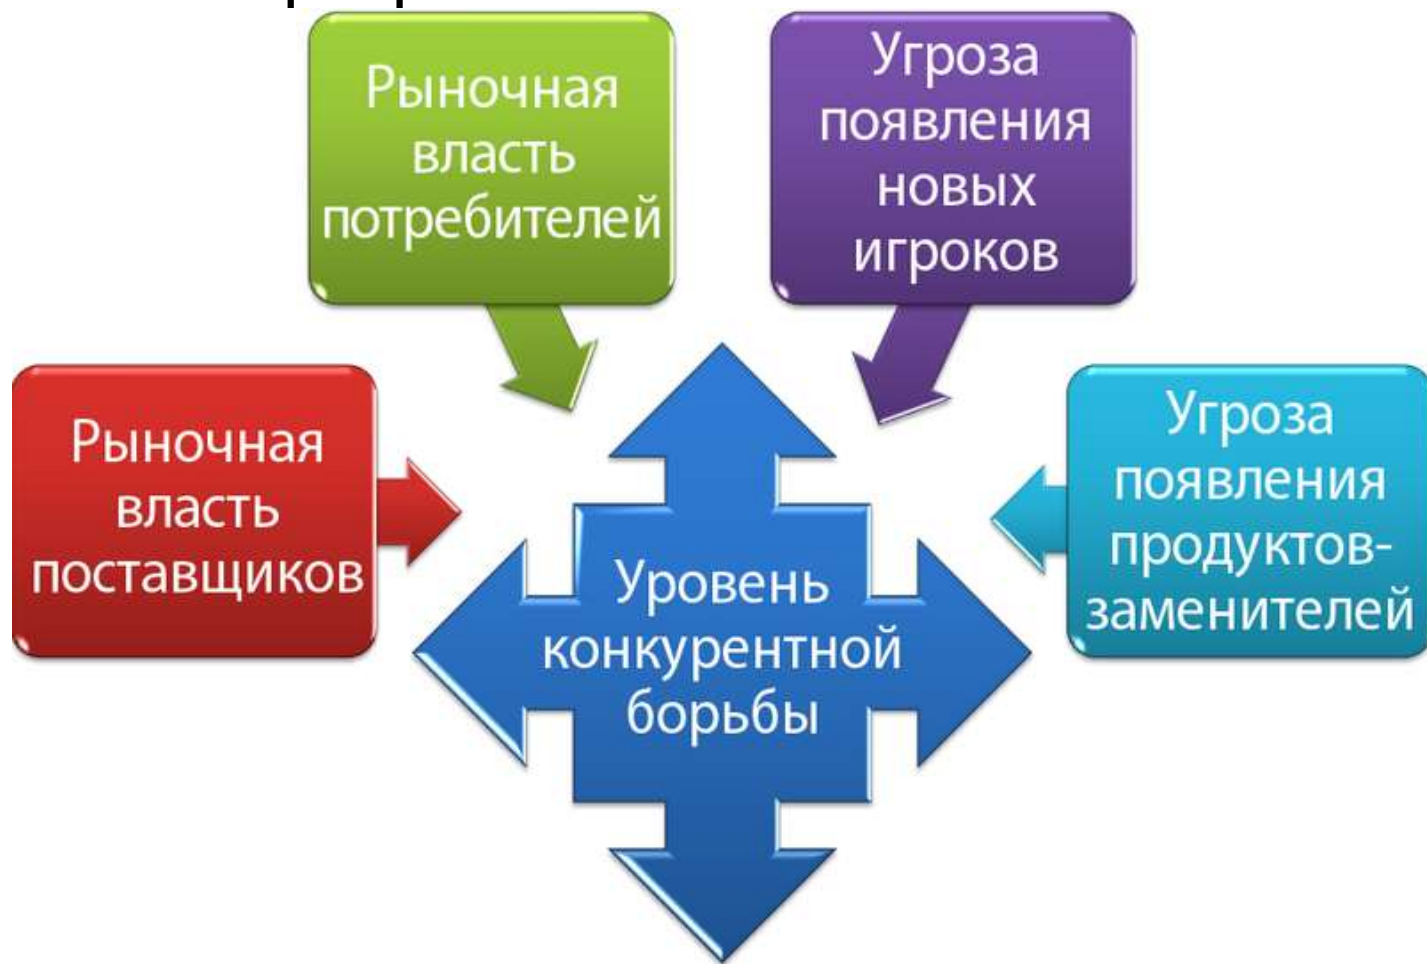 Рыночная
власть
потребителей
Угроза
появления
новых
игроков
Рыночная
власть
поставщиков
Угроза
появления
продуктов-
заменителей
Уровень
конкурентной
борьбы